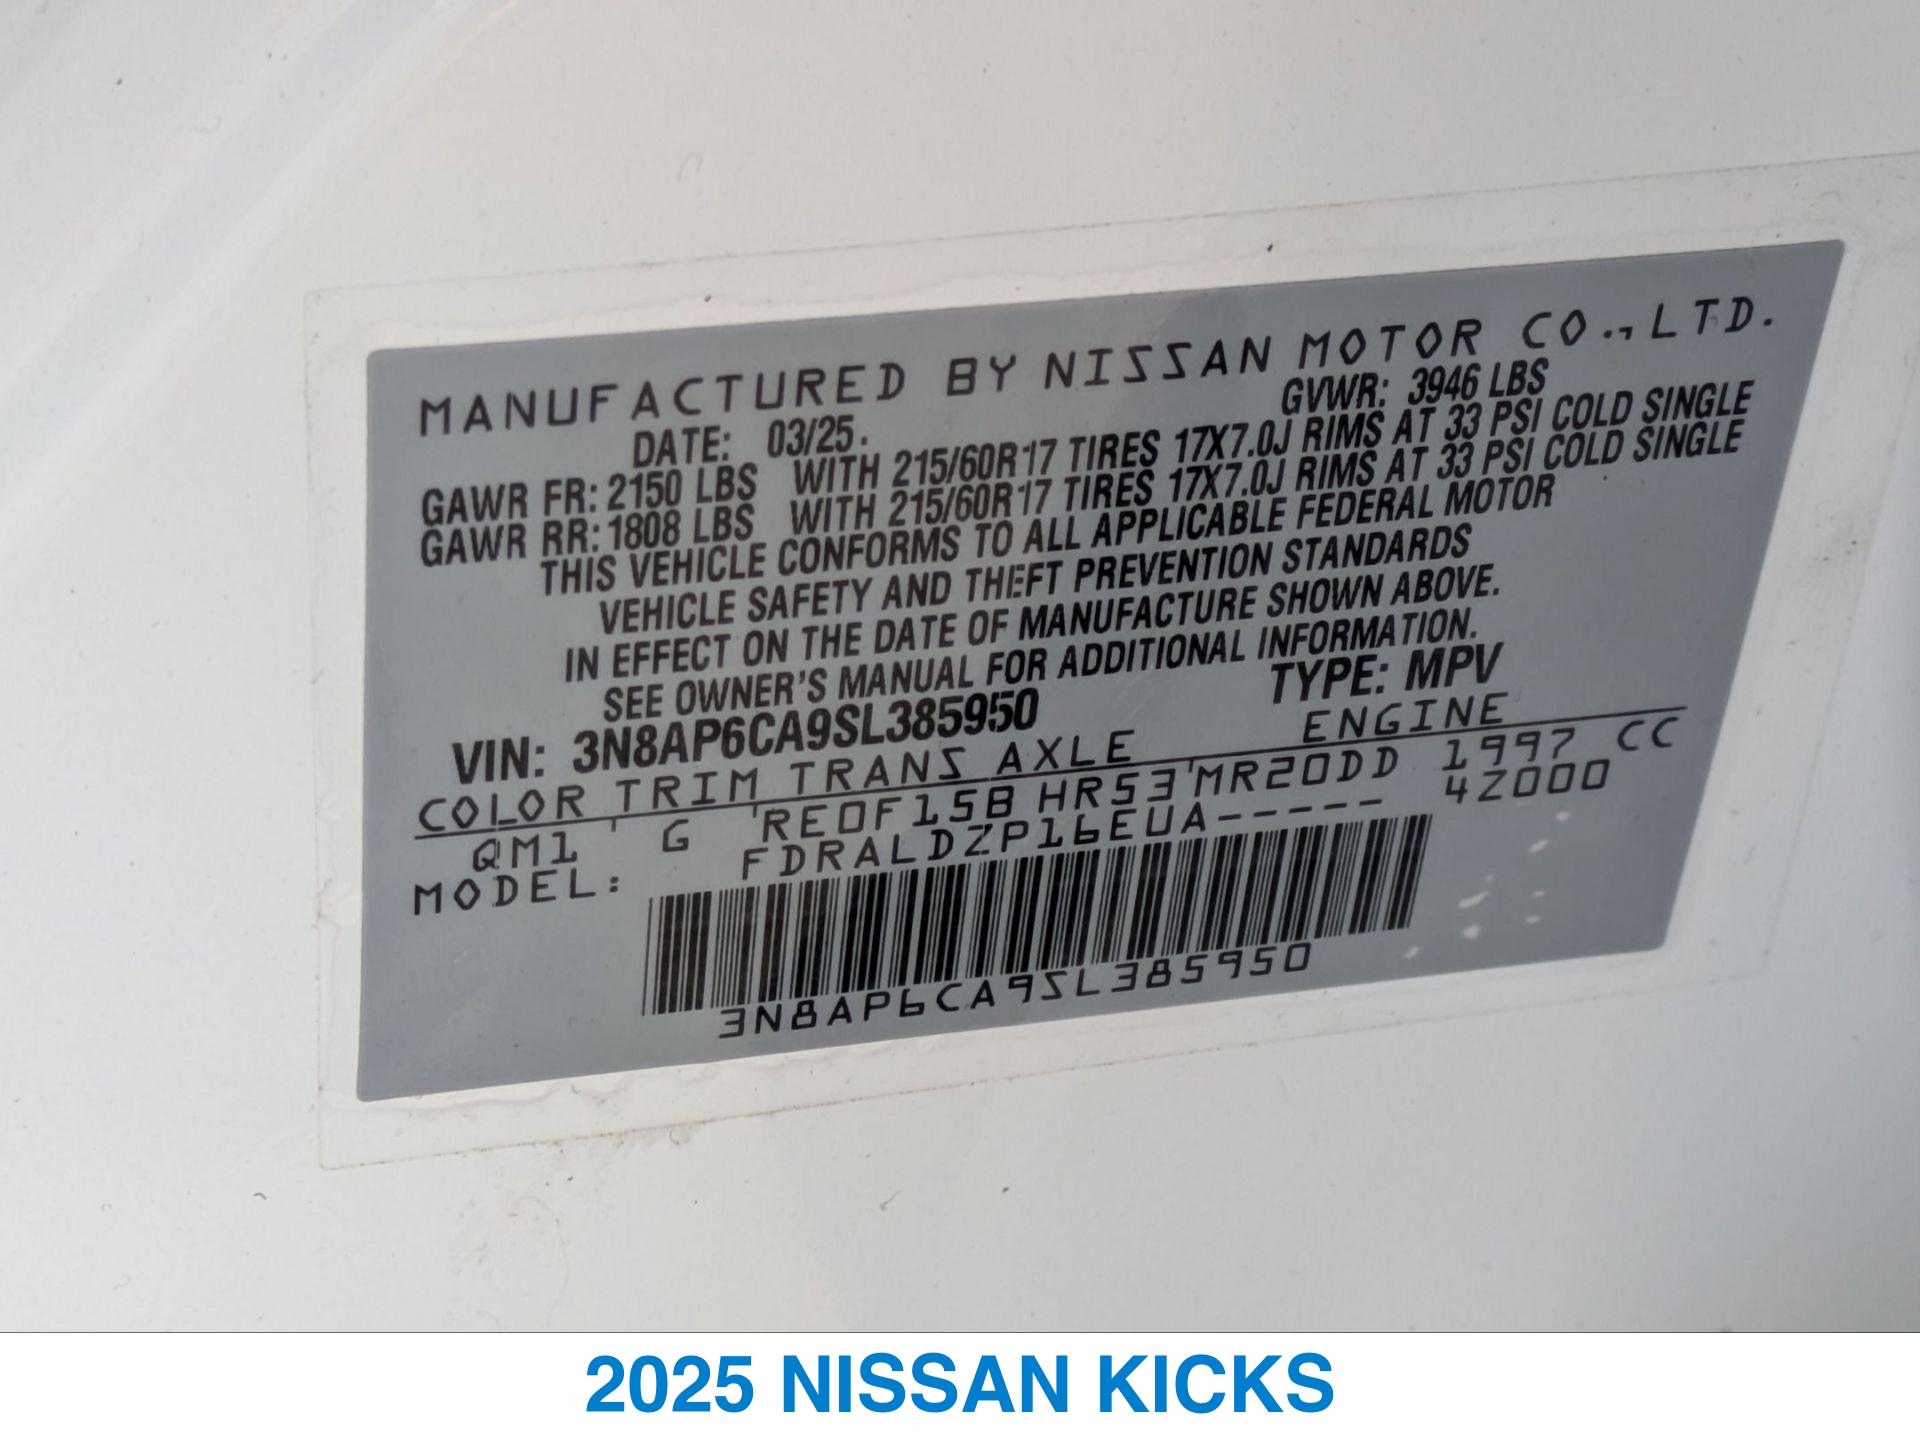 MANUFACTURED BY NISSAN MOTOR CO.,LTD.
DATE: 03/25. GVWR: 3946 LBS
GAWR FR: 2150 LBS WITH 215/60R17 TIRES 17X7.0J RIMS AT 33 PSI COLD SINGLE
GAWR RR: 1808 LBS WITH 215/60R17 TIRES 17X7.0J RIMS AT 33 PSI COLD SINGLE
THIS VEHICLE CONFORMS TO ALL APPLICABLE FEDERAL MOTOR
VEHICLE SAFETY AND THEFT PREVENTION STANDARDS
IN EFFECT ON THE DATE OF MANUFACTURE SHOWN ABOVE.
SEE OWNER'S MANUAL FOR ADDITIONAL INFORMATION.
VIN: 3N8AP6CA9SL385950 TYPE: MPV
COLOR TRIM TRANS AXLE ENGINE
QM1 G RE0F15B HR53 MR20DD 1997 CC
MODEL: FDRALDZP16EUA----- 4Z000
3N8AP6CA9SL385950
2025 NISSAN KICKS